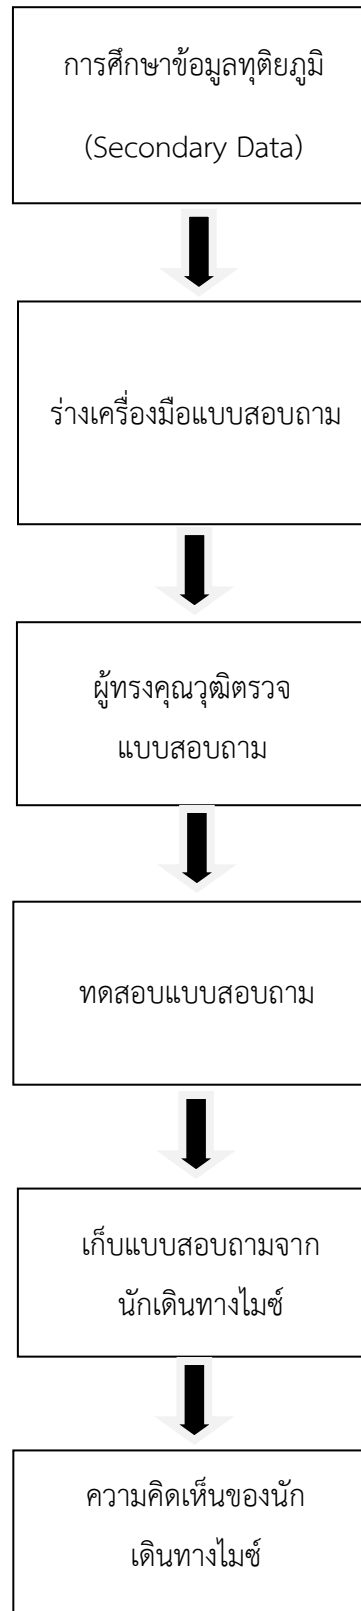 การศึกษาข้อมูลทุติยภูมิ
(Secondary Data)
ร่างเครื่องมือแบบสอบถาม
ผู้ทรงคุณวุฒิตรวจ
แบบสอบถาม
ทดสอบแบบสอบถาม
เก็บแบบสอบถามจาก
นักเดินทางไมซ์
ความคิดเห็นของนัก
เดินทางไมซ์